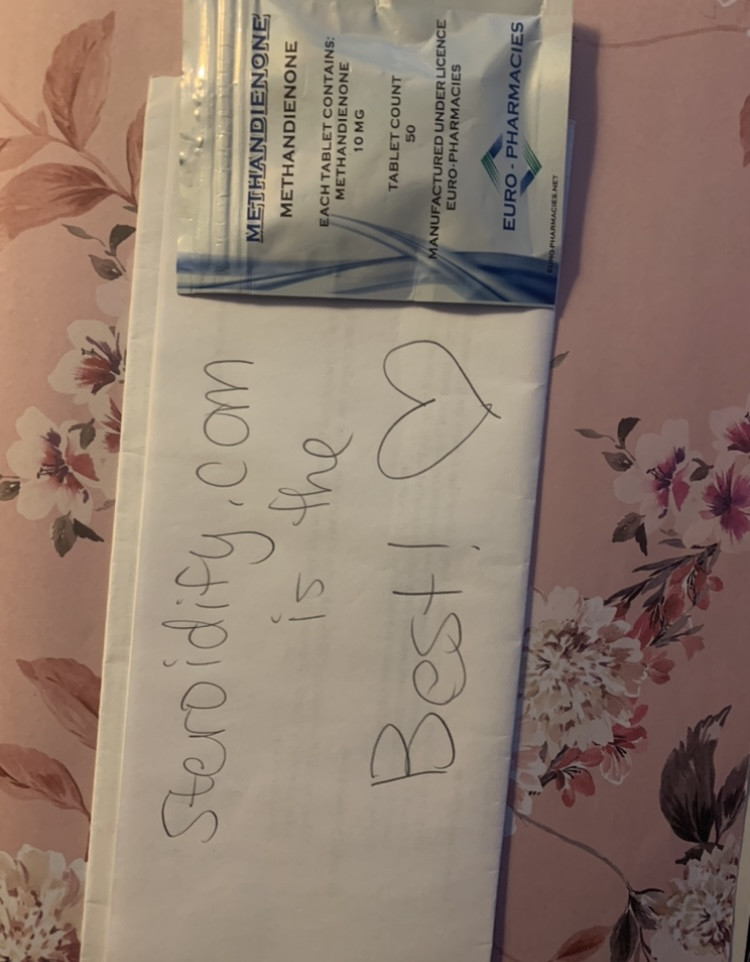 METHANDIENONE
METHANDIENONE
EACH TABLET CONTAINS:
METHANDIENONE
10 MG
TABLET COUNT
50
MANUFACTURED UNDER LICENCE
EURO-PHARMACIES
EURO - PHARMACIES
EURO-PHARMACIES.NET
steroidify.com
is the
Best!